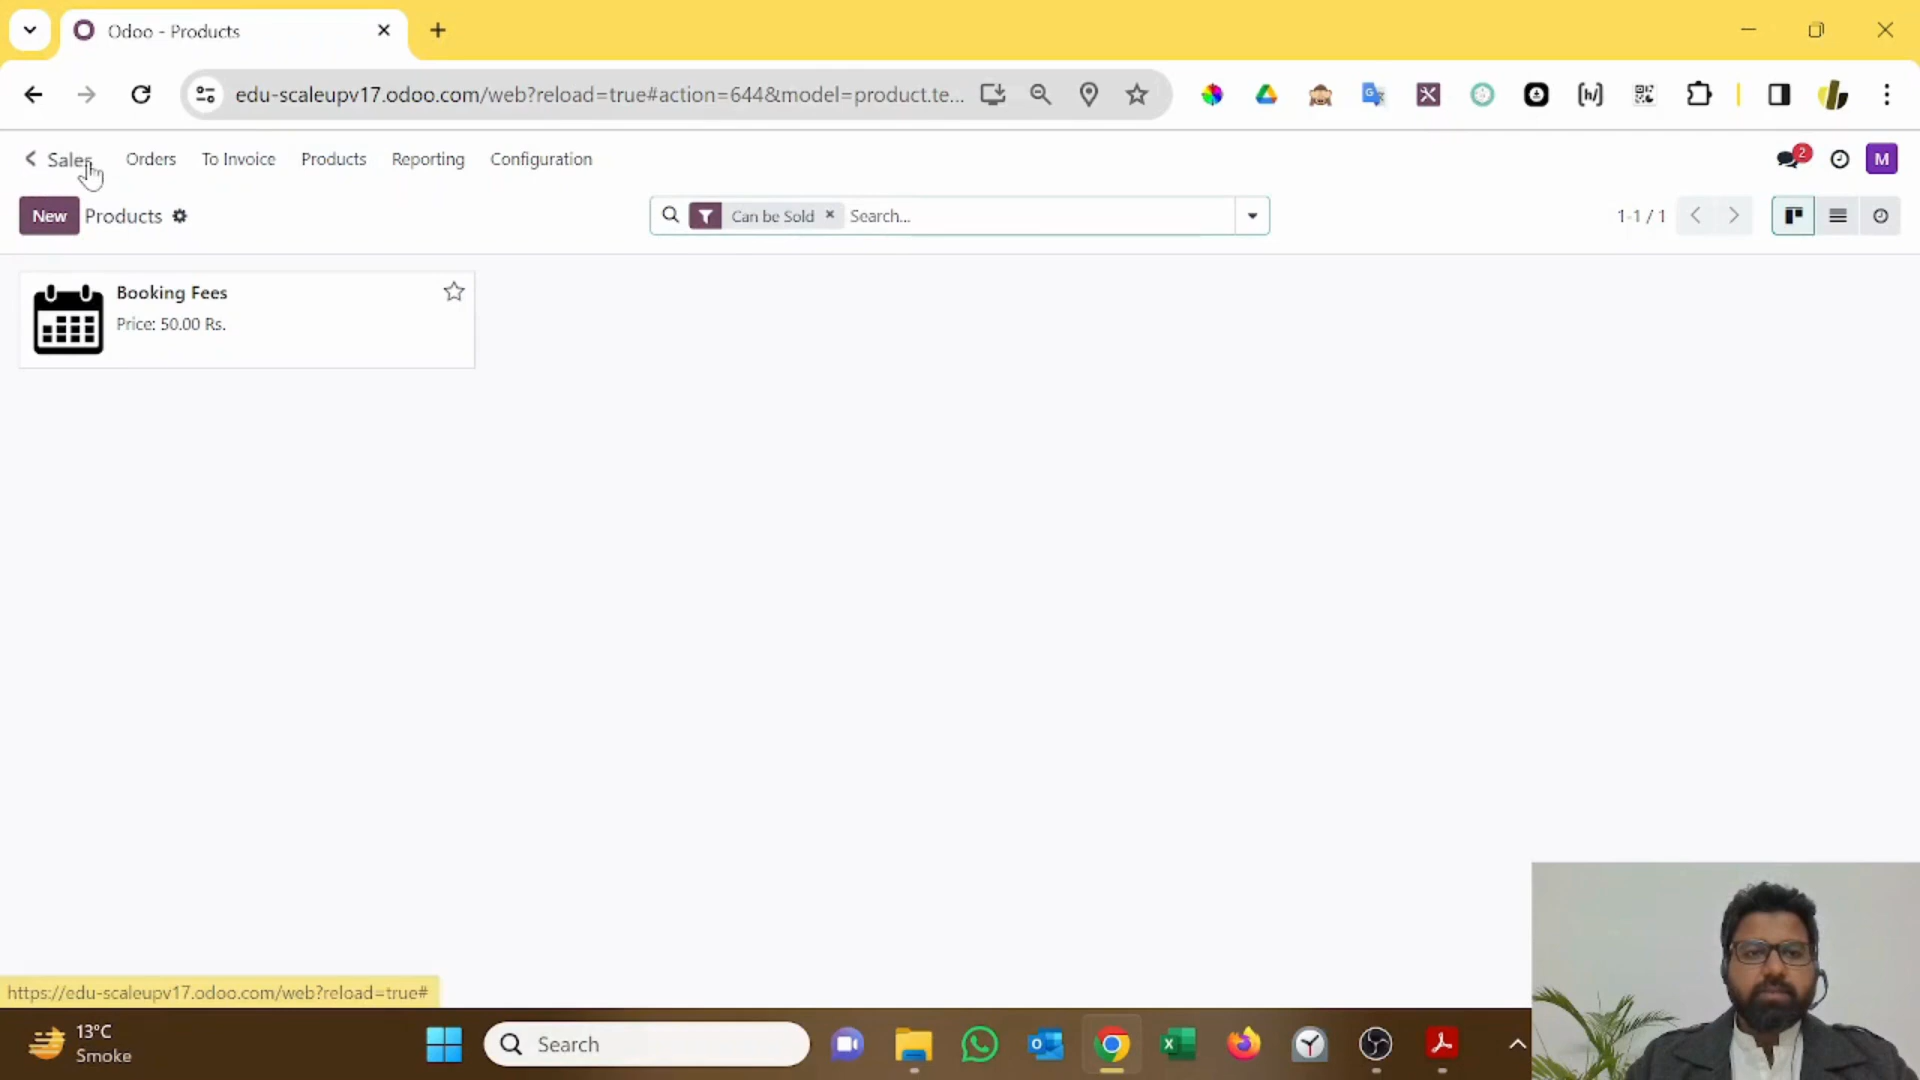 Odoo - Products
edu-scaleupv17.odoo.com/web?reload=true#action=644&model=product.te...
Sales Orders To Invoice Products Reporting Configuration 2 M
New Products Can be Sold × Search... 1-1 / 1
Booking Fees
Price: 50.00 Rs.
https://edu-scaleupv17.odoo.com/web?reload=true#
13°C
Smoke
Search